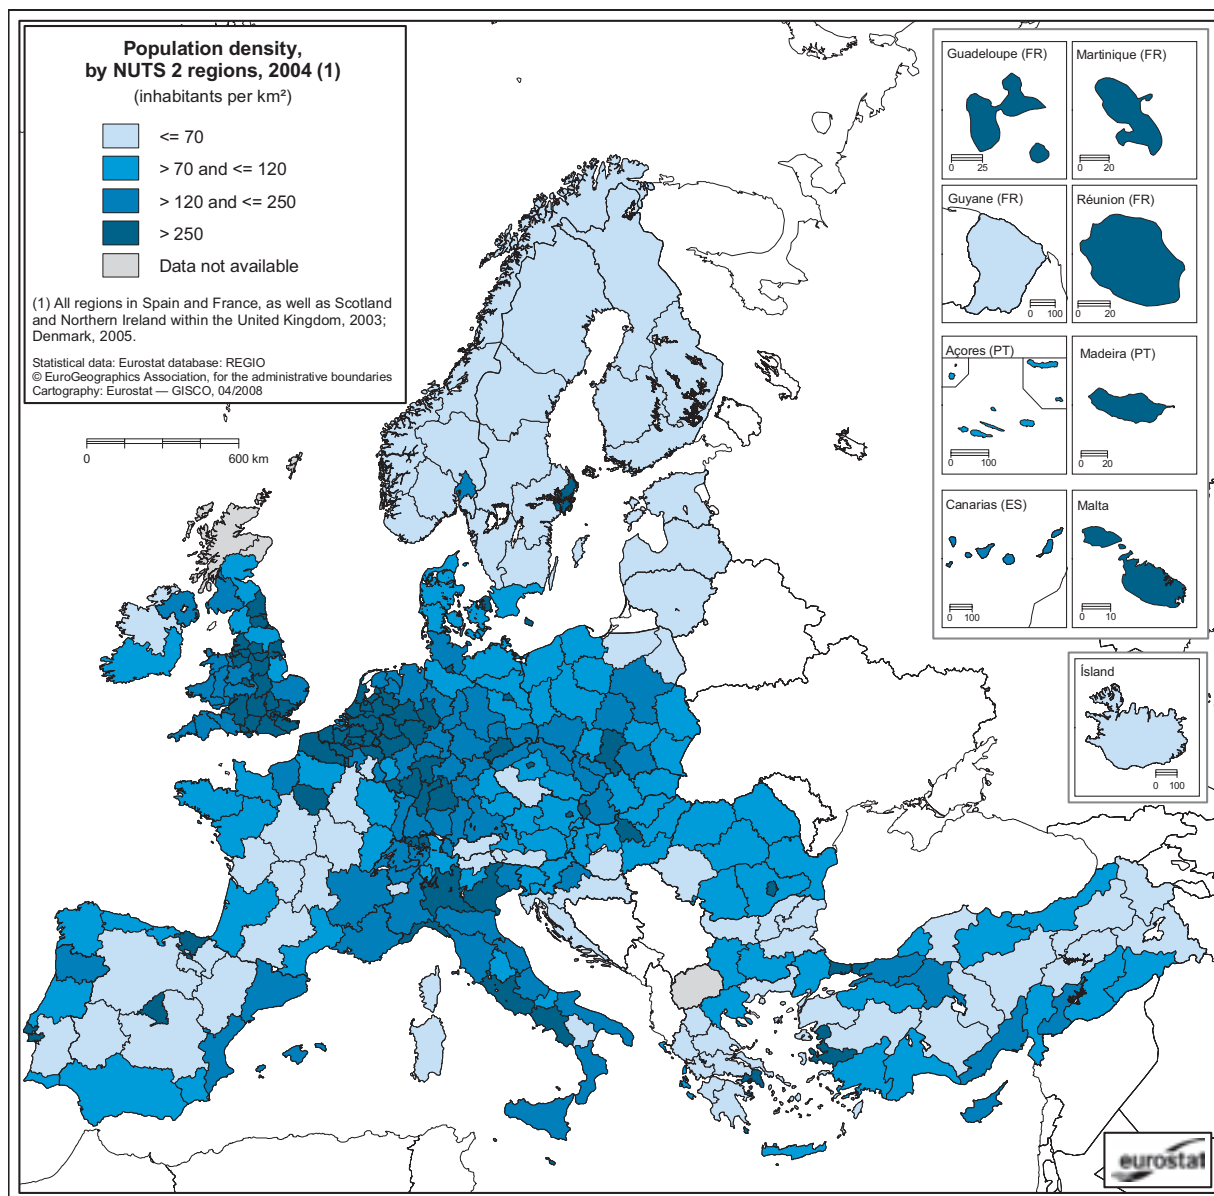 Population density,
by NUTS 2 regions, 2004 (1)
(inhabitants per km²)
<= 70
> 70 and <= 120
> 120 and <= 250
> 250
Data not available
(1) All regions in Spain and France, as well as Scotland
and Northern Ireland within the United Kingdom, 2003;
Denmark, 2005.
Statistical data: Eurostat database: REGIO
© EuroGeographics Association, for the administrative boundaries
Cartography: Eurostat — GISCO, 04/2008
0 600 km
Guadeloupe (FR)
0 25
Martinique (FR)
0 20
Guyane (FR)
0 100
Réunion (FR)
0 20
Açores (PT)
0 100
Madeira (PT)
0 20
Canarias (ES)
0 100
Malta
0 10
Ísland
0 100
eurostat